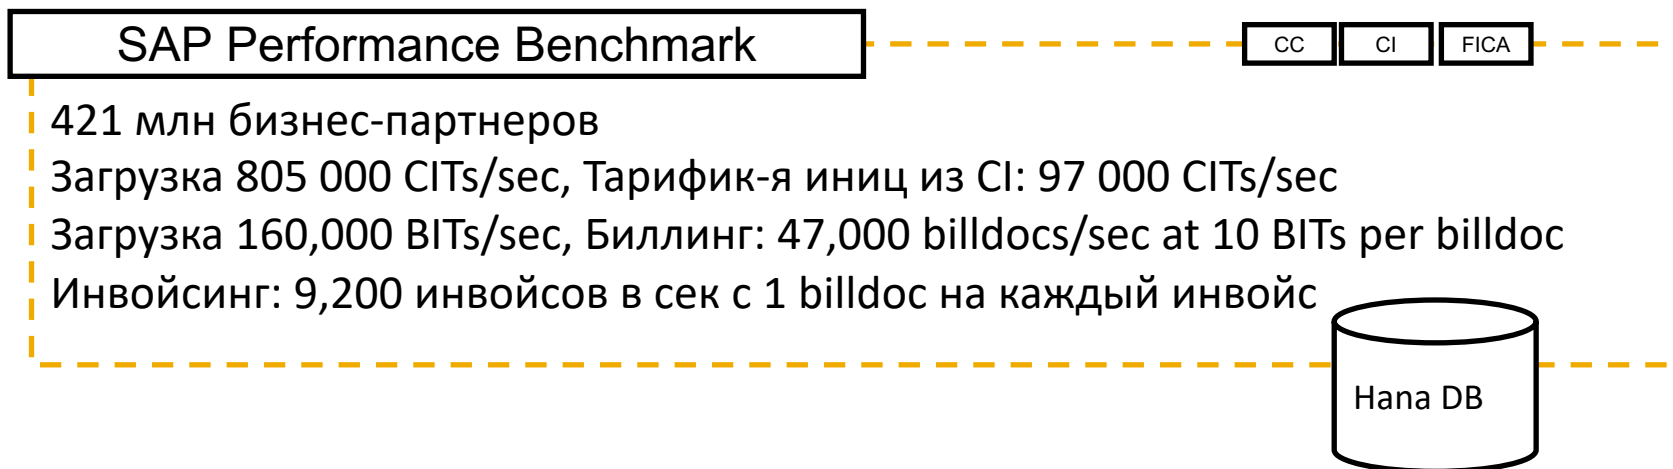 SAP Performance Benchmark
CC CI FICA
421 млн бизнес-партнеров
Загрузка 805 000 CITs/sec, Тарифик-я иниц из CI: 97 000 CITs/sec
Загрузка 160,000 BITs/sec, Биллинг: 47,000 billdocs/sec at 10 BITs per billdoc
Инвойсинг: 9,200 инвойсов в сек с 1 billdoc на каждый инвойс
Hana DB